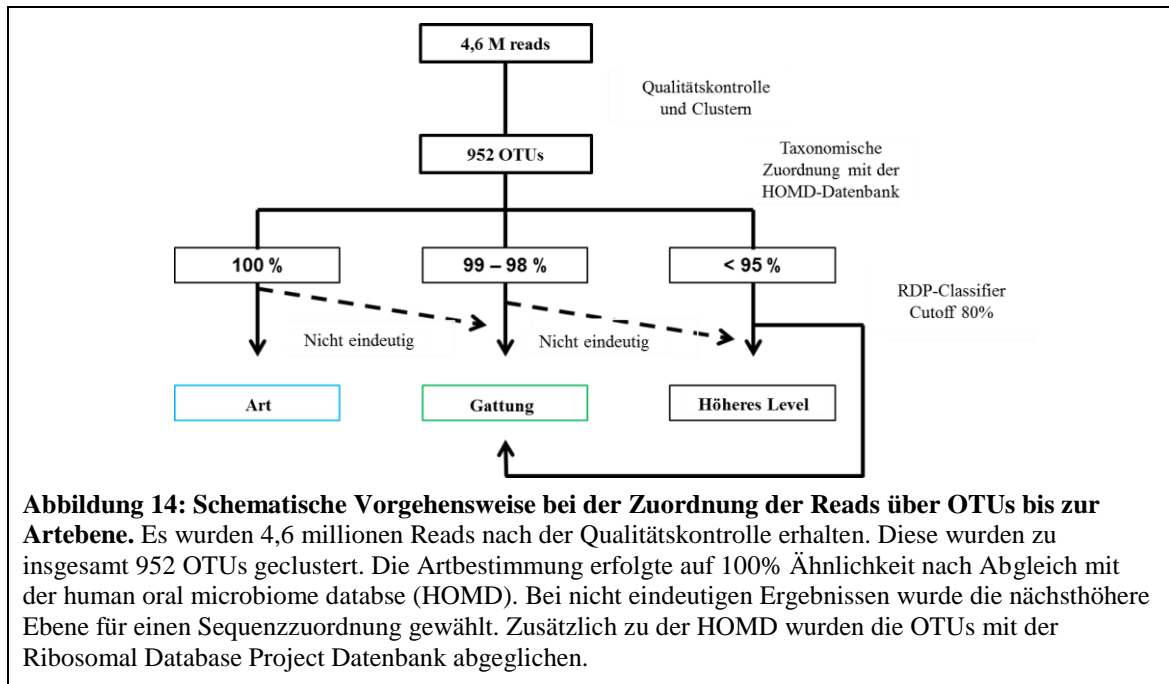 4,6 M reads
Qualitätskontrolle
und Clustern
952 OTUs
Taxonomische
Zuordnung mit der
HOMD-Datenbank
100 %
99 – 98 %
< 95 %
RDP-Classifier
Cutoff 80%
Nicht eindeutig
Nicht eindeutig
Art
Gattung
Höheres Level
Abbildung 14: Schematische Vorgehensweise bei der Zuordnung der Reads über OTUs bis zur
Artebene. Es wurden 4,6 millionen Reads nach der Qualitätskontrolle erhalten. Diese wurden zu
insgesamt 952 OTUs geclustert. Die Artbestimmung erfolgte auf 100% Ähnlichkeit nach Abgleich mit
der human oral microbiome databse (HOMD). Bei nicht eindeutigen Ergebnissen wurde die nächsthöhere
Ebene für einen Sequenzzuordnung gewählt. Zusätzlich zu der HOMD wurden die OTUs mit der
Ribosomal Database Project Datenbank abgeglichen.